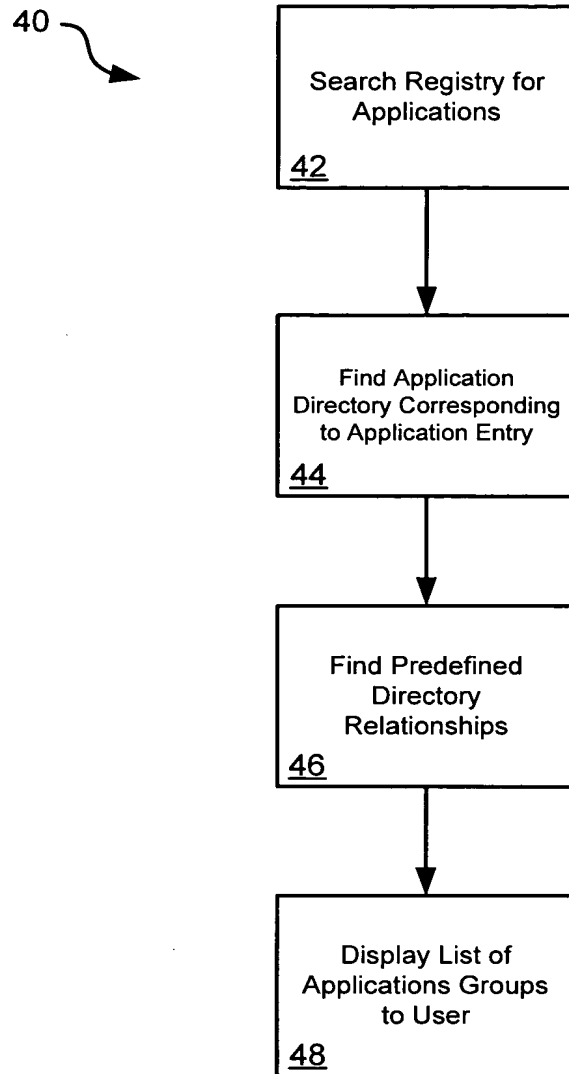 40
Search Registry for
Applications
42
Find Application
Directory Corresponding
to Application Entry
44
Find Predefined
Directory
Relationships
46
Display List of
Applications Groups
to User
48